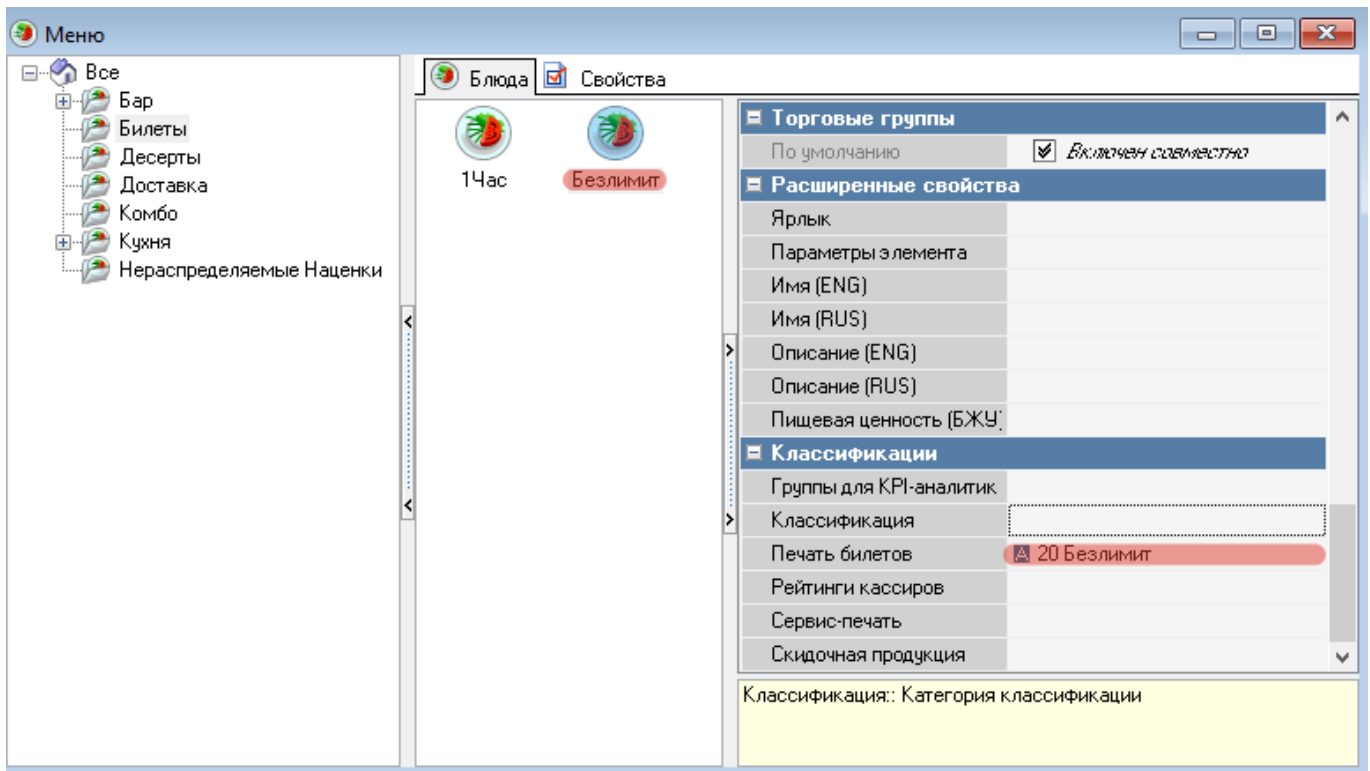 Меню
Все
Бар
Билеты
Десерты
Доставка
Комбо
Кухня
Нераспределяемые Наценки
Блюда Свойства
1Час Безлимит
Торговые группы
По умолчанию Включен совместно
Расширенные свойства
Ярлык
Параметры элемента
Имя (ENG)
Имя (RUS)
Описание (ENG)
Описание (RUS)
Пищевая ценность (БЖУ)
Классификации
Группы для KPI-аналитик
Классификация
Печать билетов А 20 Безлимит
Рейтинги кассиров
Сервис-печать
Скидочная продукция
Классификация:: Категория классификации